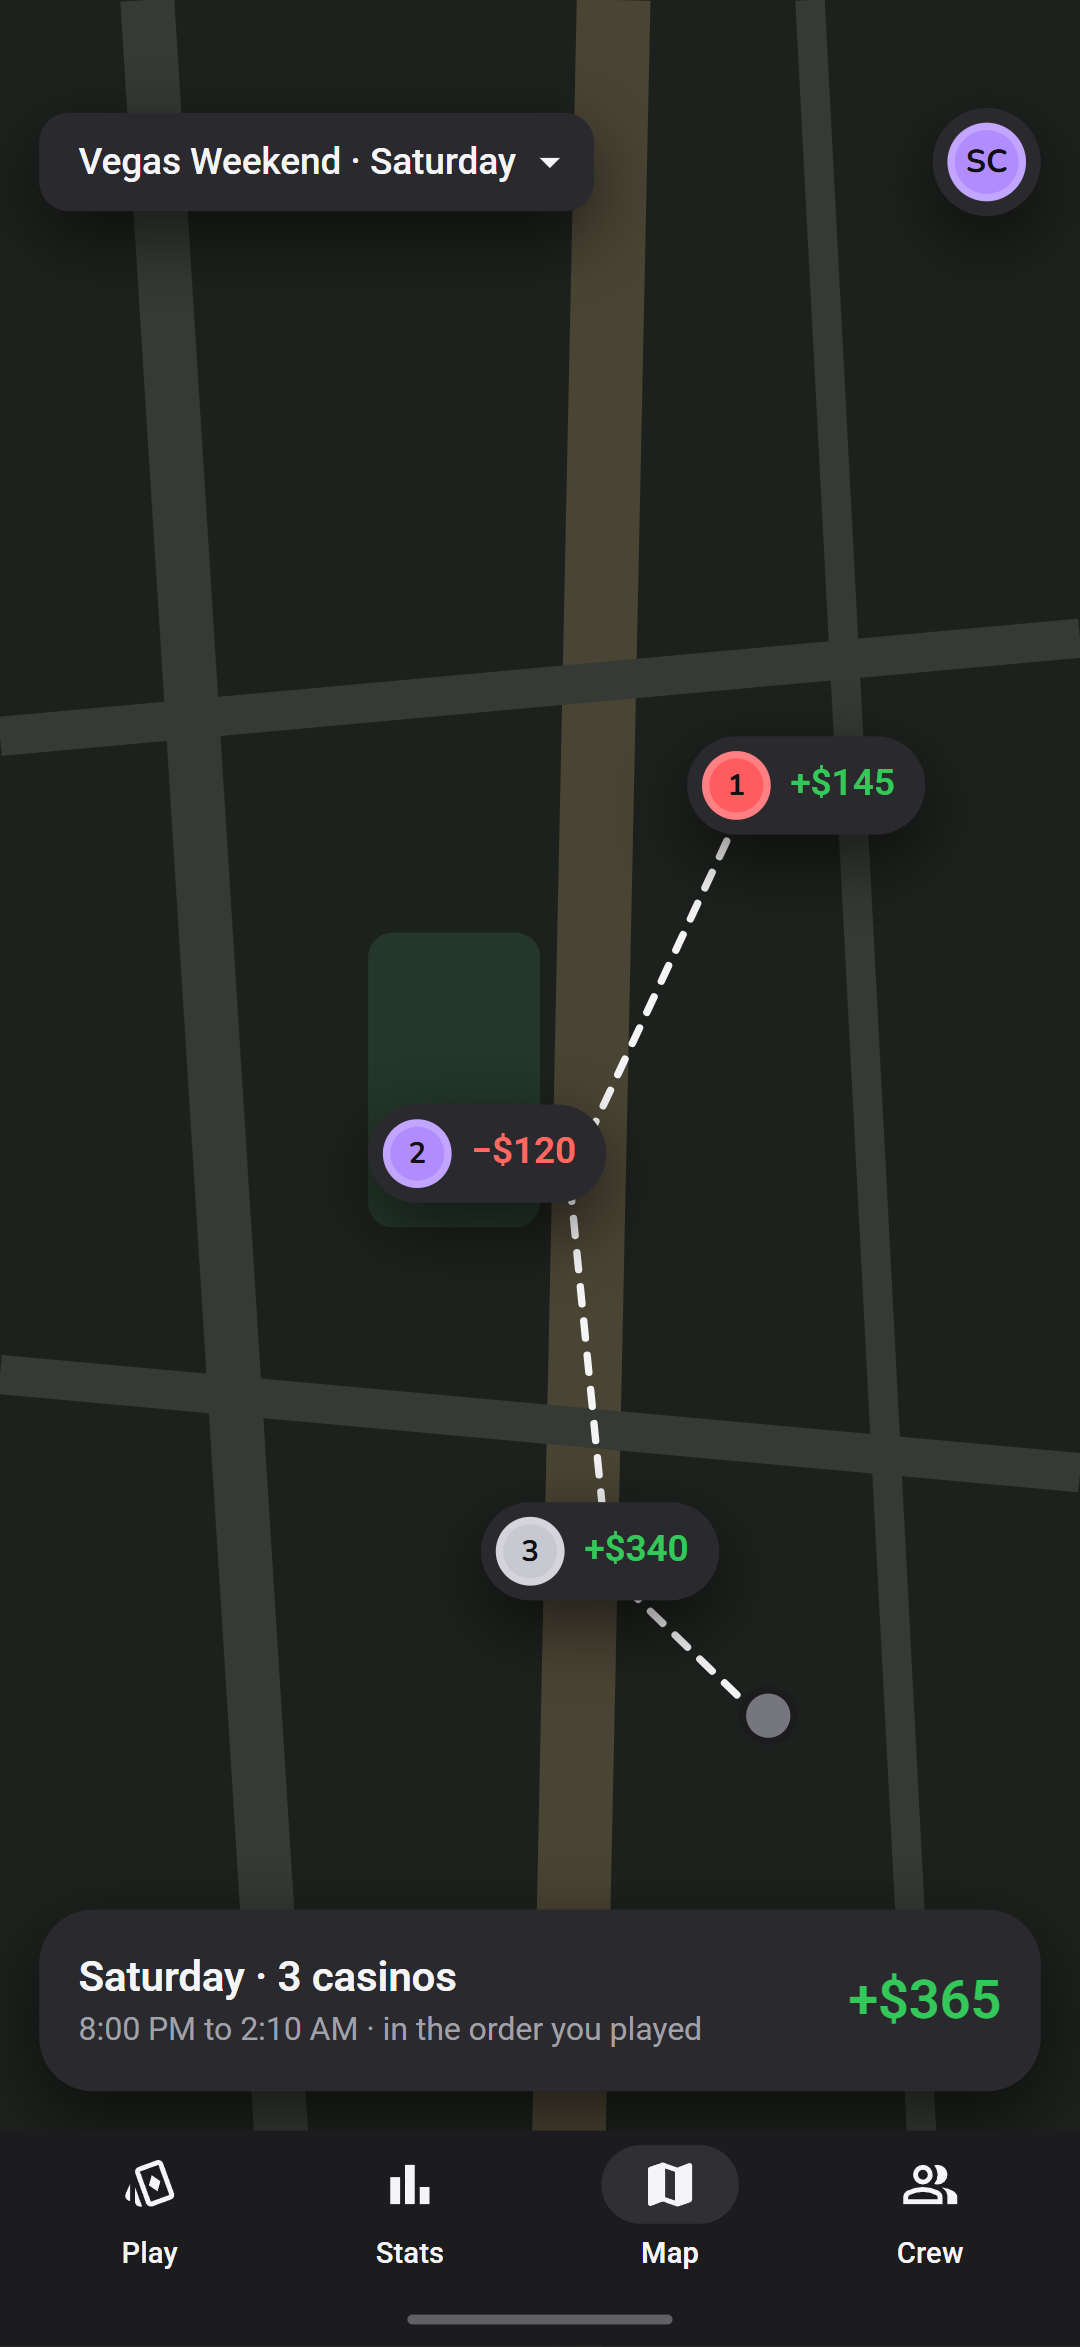 Vegas Weekend · Saturday
SC
1 +$145
2 −$120
3 +$340
Saturday · 3 casinos
+$365
8:00 PM to 2:10 AM · in the order you played
Play Stats Map Crew